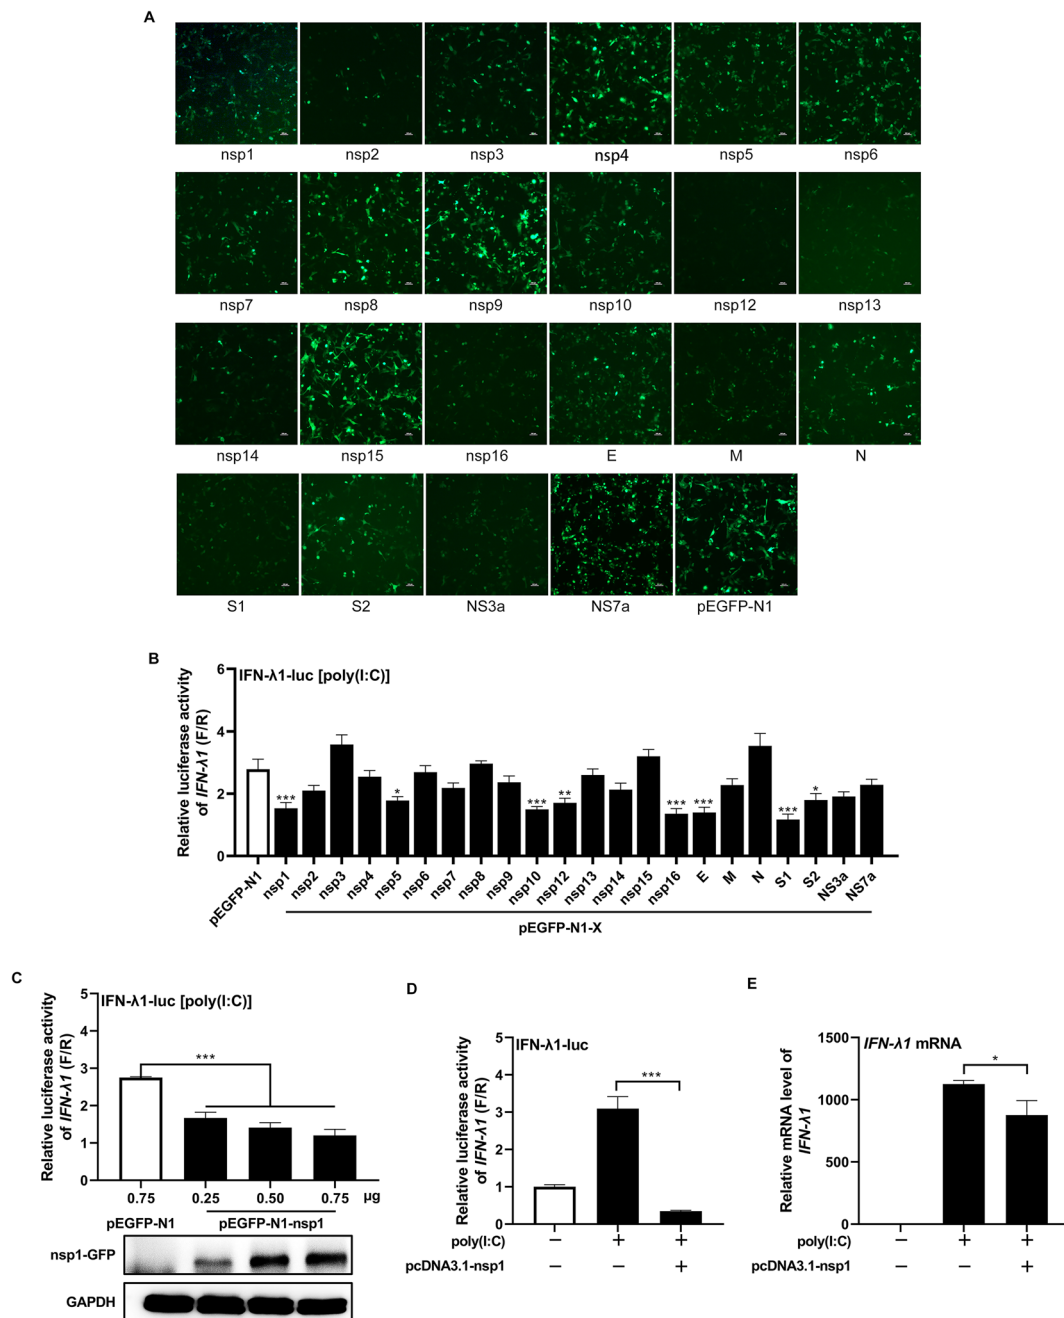 A
nsp1 nsp2 nsp3 nsp4 nsp5 nsp6
nsp7 nsp8 nsp9 nsp10 nsp12 nsp13
nsp14 nsp15 nsp16 E M N
S1 S2 NS3a NS7a pEGFP-N1
B
IFN-λ1-luc [poly(I:C)]
Relative luciferase activity
of IFN-λ1 (F/R)
6
4
2
0
*** * *** ** *** *** *** *
pEGFP-N1 nsp1 nsp2 nsp3 nsp4 nsp5 nsp6 nsp7 nsp8 nsp9 nsp10 nsp12 nsp13 nsp14 nsp15 nsp16 E M N S1 S2 NS3a NS7a
pEGFP-N1-X
C
IFN-λ1-luc [poly(I:C)]
Relative luciferase activity
of IFN-λ1 (F/R)
5
4
3
2
1
0
***
0.75 0.25 0.50 0.75 μg
pEGFP-N1 pEGFP-N1-nsp1
nsp1-GFP
GAPDH
D
IFN-λ1-luc
Relative luciferase activity
of IFN-λ1 (F/R)
5
4
3
2
1
0
***
poly(I:C) − + +
pcDNA3.1-nsp1 − − +
E
IFN-λ1 mRNA
Relative mRNA level of
IFN-λ1
1500
1000
500
0
*
poly(I:C) − + +
pcDNA3.1-nsp1 − − +